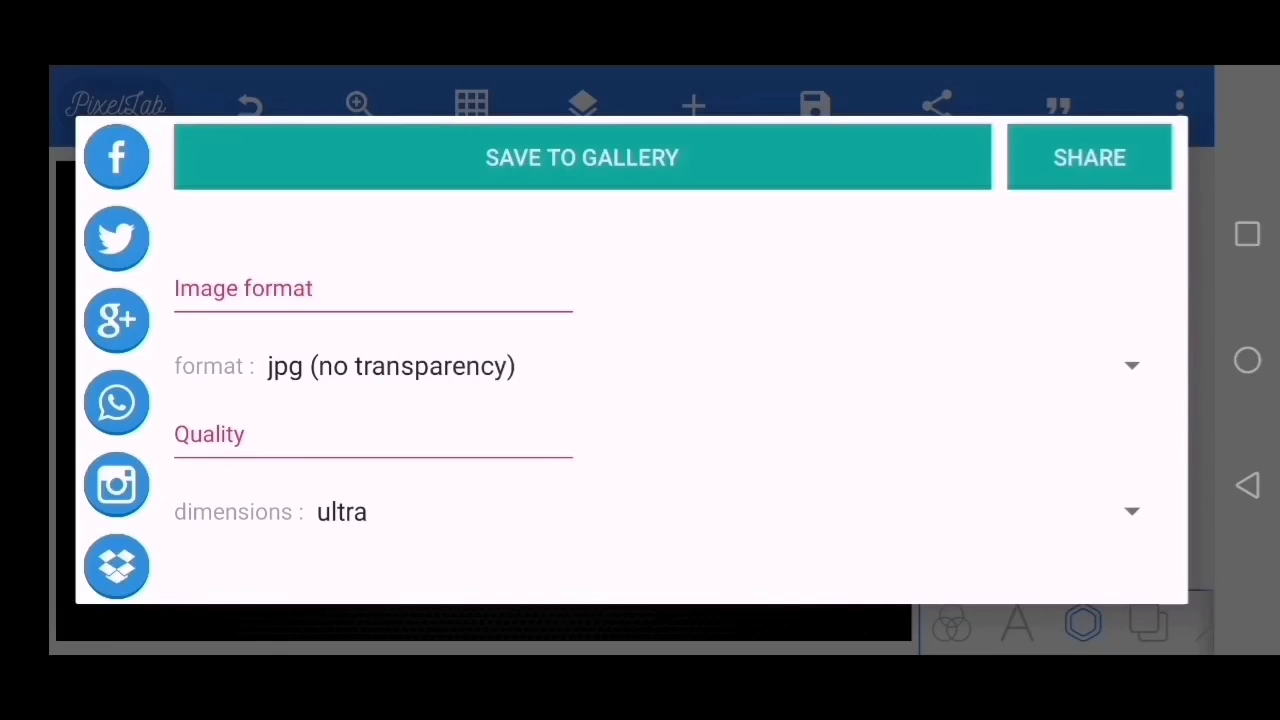 PixelLab
SAVE TO GALLERY
SHARE
Image format
format : jpg (no transparency)
Quality
dimensions : ultra